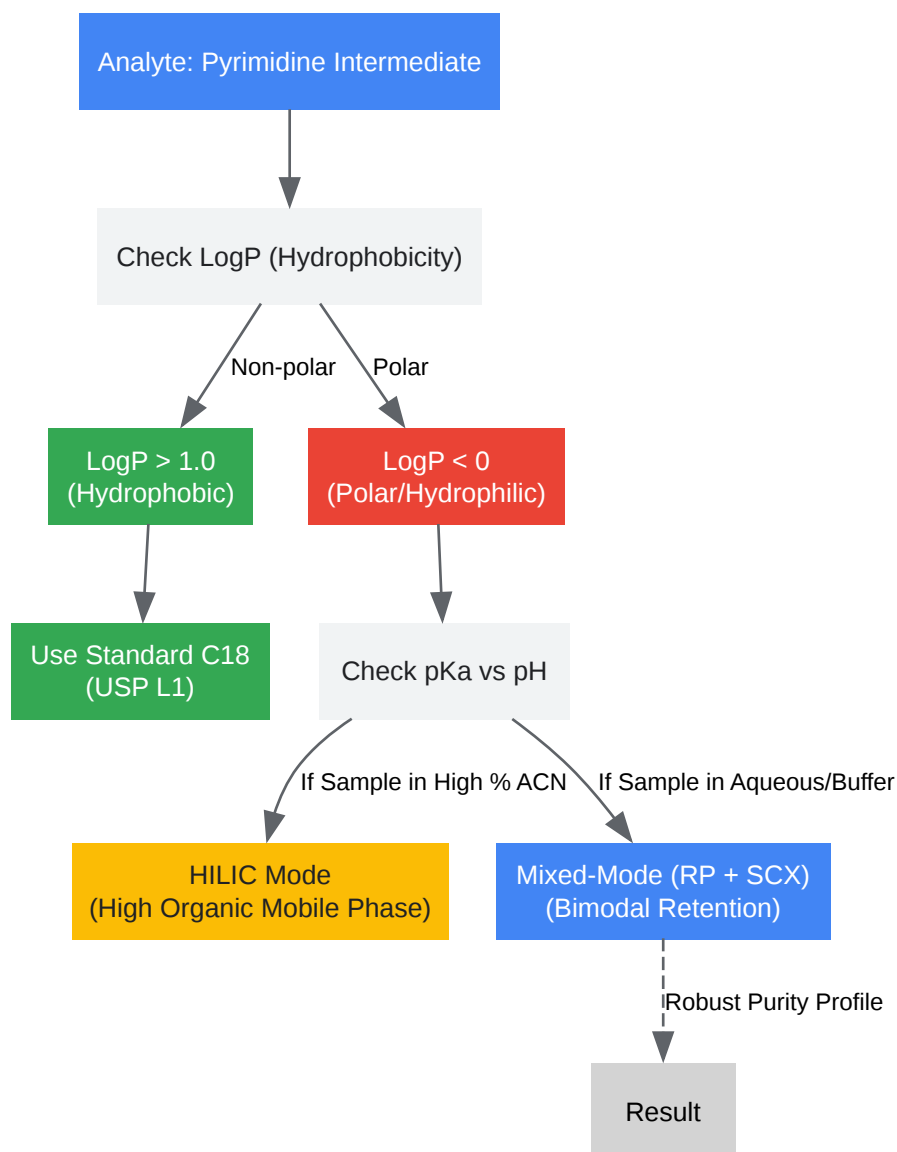 Analyte: Pyrimidine Intermediate
Check LogP (Hydrophobicity)
Non-polar
Polar
LogP > 1.0
(Hydrophobic)
LogP < 0
(Polar/Hydrophilic)
Use Standard C18
(USP L1)
Check pKa vs pH
If Sample in High % ACN
If Sample in Aqueous/Buffer
HILIC Mode
(High Organic Mobile Phase)
Mixed-Mode (RP + SCX)
(Bimodal Retention)
Robust Purity Profile
Result